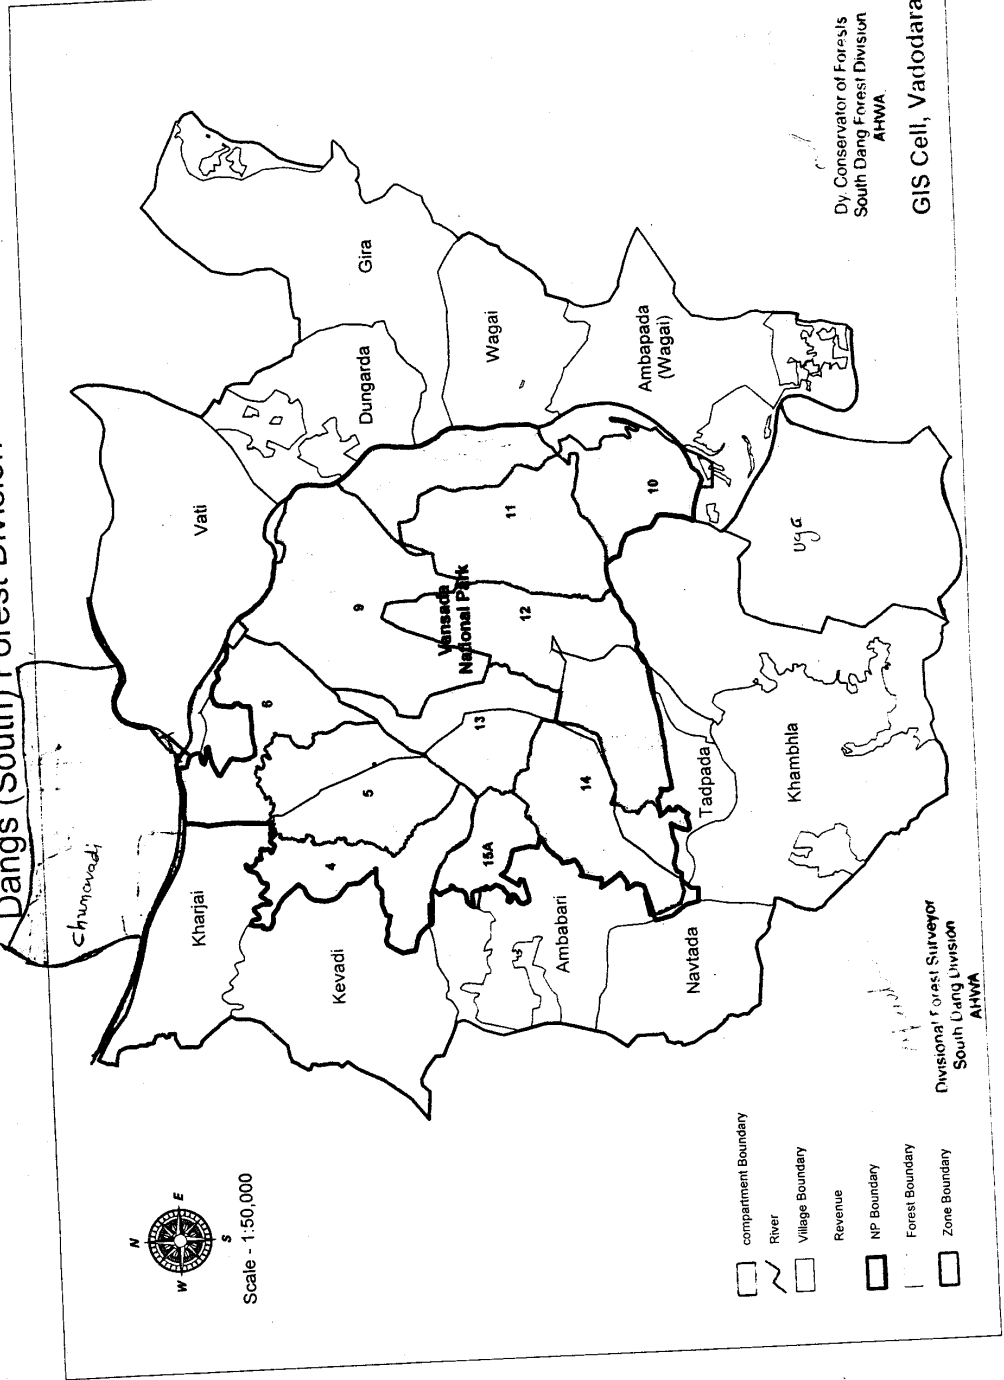 Dangs (South) Forest Division
Chunavadi
Vati
Gira
Dungarda
Wagai
Ambapada
(Wagai)
Kharjai
Kevadi
Ambabari
Navtada
Tadpada
Khambhla
uga
Vansada
National Park
4
5
6
9
10
11
12
13
14
15A
N
E
S
W
Scale - 1:50,000
compartment Boundary
River
Village Boundary
Revenue
NP Boundary
Forest Boundary
Zone Boundary
Divisional Forest Surveyor
South Dang Division
AHWA
Dy. Conservator of Forests
South Dang Forest Division
AHWA
GIS Cell, Vadodara